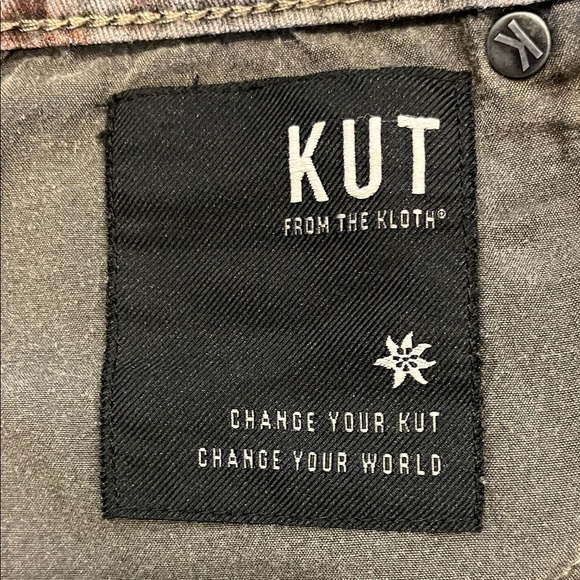 K
KUT
FROM THE KLOTH®
CHANGE YOUR KUT
CHANGE YOUR WORLD